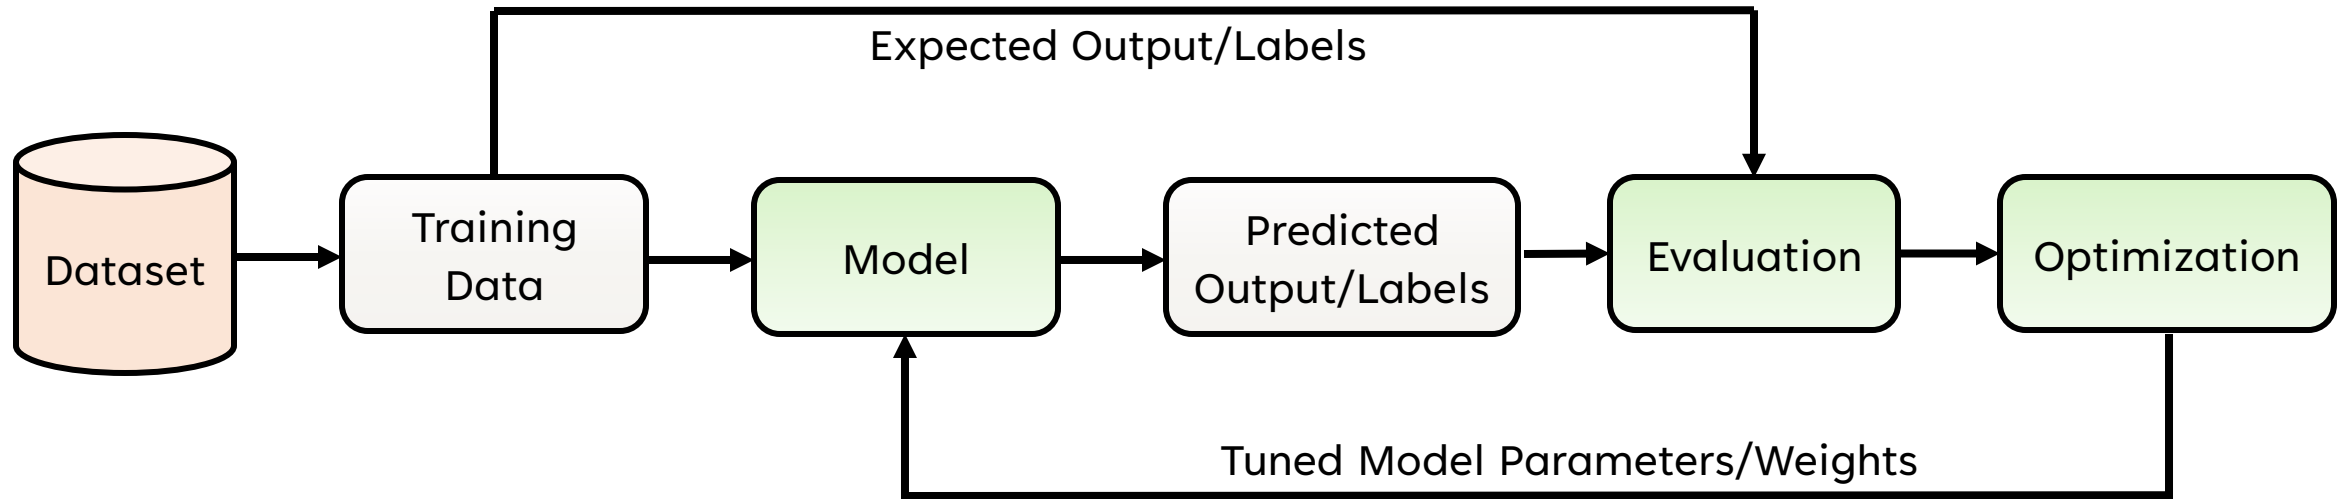 Expected Output/Labels
Dataset
Training
Data
Model
Predicted
Output/Labels
Evaluation
Optimization
Tuned Model Parameters/Weights